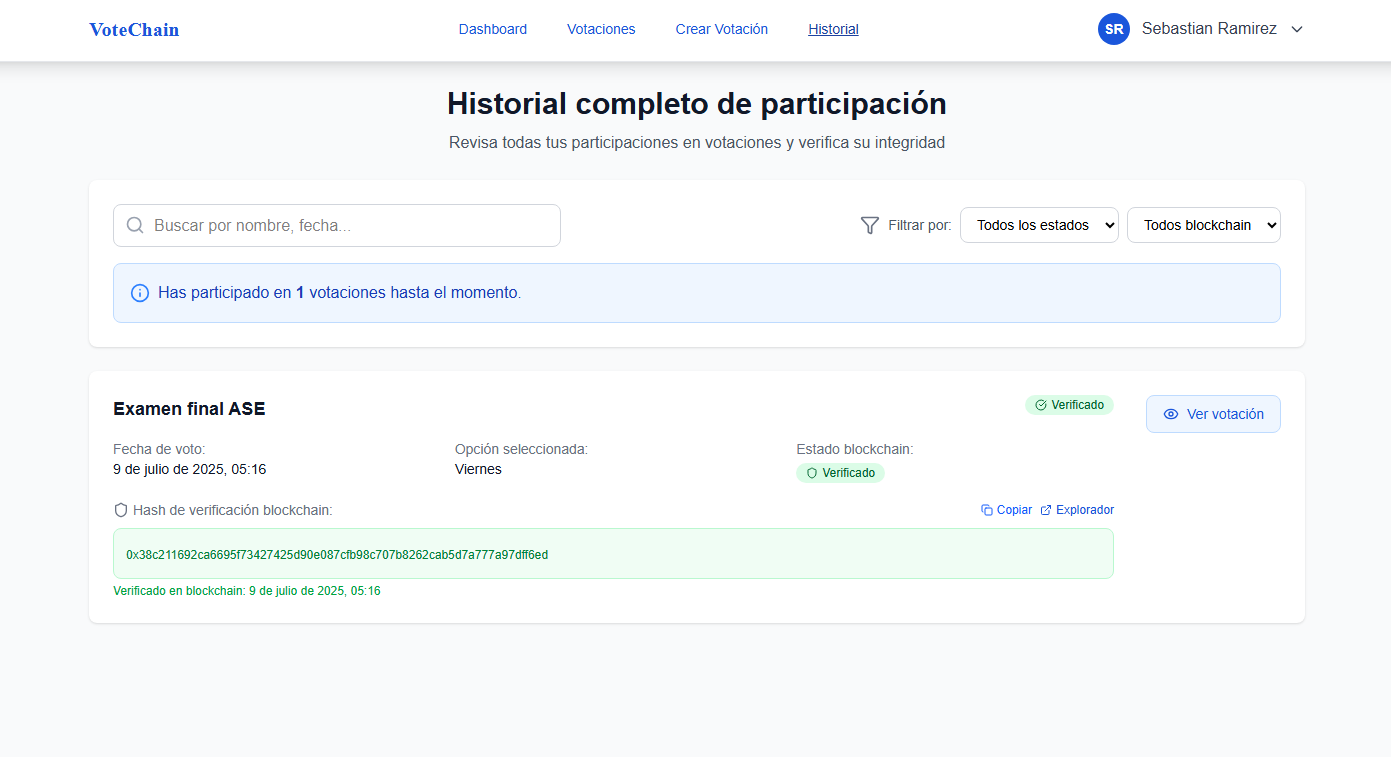 VoteChain
Dashboard
Votaciones
Crear Votación
Historial
SR
Sebastian Ramirez
Historial completo de participación
Revisa todas tus participaciones en votaciones y verifica su integridad
Buscar por nombre, fecha...
Filtrar por:
Todos los estados
Todos blockchain
Has participado en 1 votaciones hasta el momento.
Examen final ASE
Verificado
Ver votación
Fecha de voto:
9 de julio de 2025, 05:16
Opción seleccionada:
Viernes
Estado blockchain:
Verificado
Hash de verificación blockchain:
Copiar
Explorador
0x38c211692ca6695f73427425d90e087cfb98c707b8262cab5d7a777a97dff6ed
Verificado en blockchain: 9 de julio de 2025, 05:16